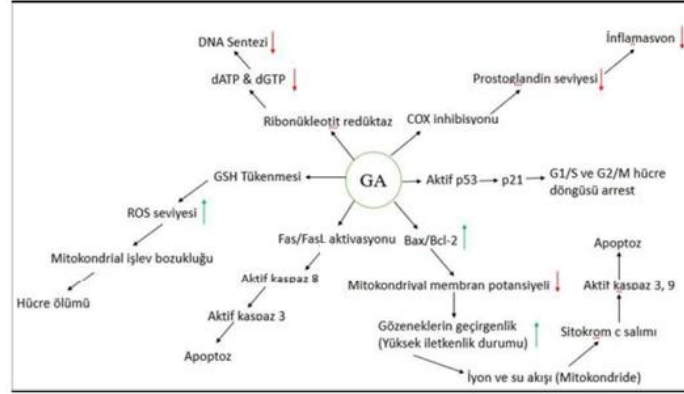 DNA Sentezi
dATP & dGTP
Ribonükleotit redüktaz
İnflamasyon
Prostoglandin seviyesi
COX inhibisyonu
GA
Aktif p53
p21
G1/S ve G2/M hücre
döngüsü arrest
GSH Tükenmesi
ROS seviyesi
Mitokondrial işlev bozukluğu
Hücre ölümü
Fas/FasL aktivasyonu
Aktif kaspaz 8
Aktif kaspaz 3
Apoptoz
Bax/Bcl-2
Mitokondriyal membran potansiyeli
Gözeneklerin geçirgenlik
(Yüksek iletkenlik durumu)
İyon ve su akışı (Mitokondride)
Sitokrom c salımı
Aktif kaspaz 3, 9
Apoptoz